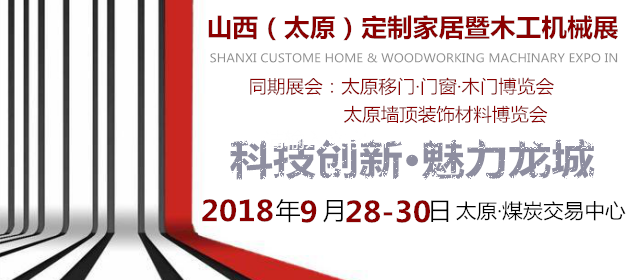 山西（太原）定制家居暨木工机械展
SHANXI CUSTOME HOME & WOODWORKING MACHINARY EXPO IN
同期展会：太原移门·门窗·木门博览会
太原墙顶装饰材料博览会
科技创新·魅力龙城
2018年9月28-30日 太原·煤炭交易中心